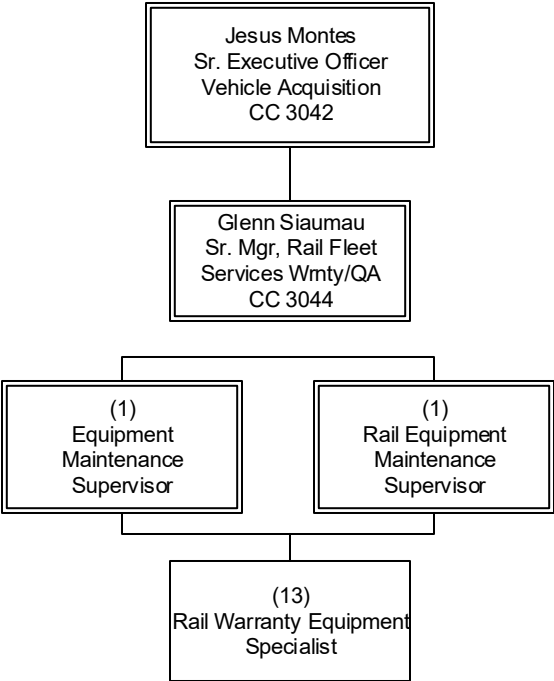 Jesus Montes
Sr. Executive Officer
Vehicle Acquisition
CC 3042
Glenn Siaumau
Sr. Mgr, Rail Fleet
Services Wrnty/QA
CC 3044
(1)
Equipment
Maintenance
Supervisor
(1)
Rail Equipment
Maintenance
Supervisor
(13)
Rail Warranty Equipment
Specialist